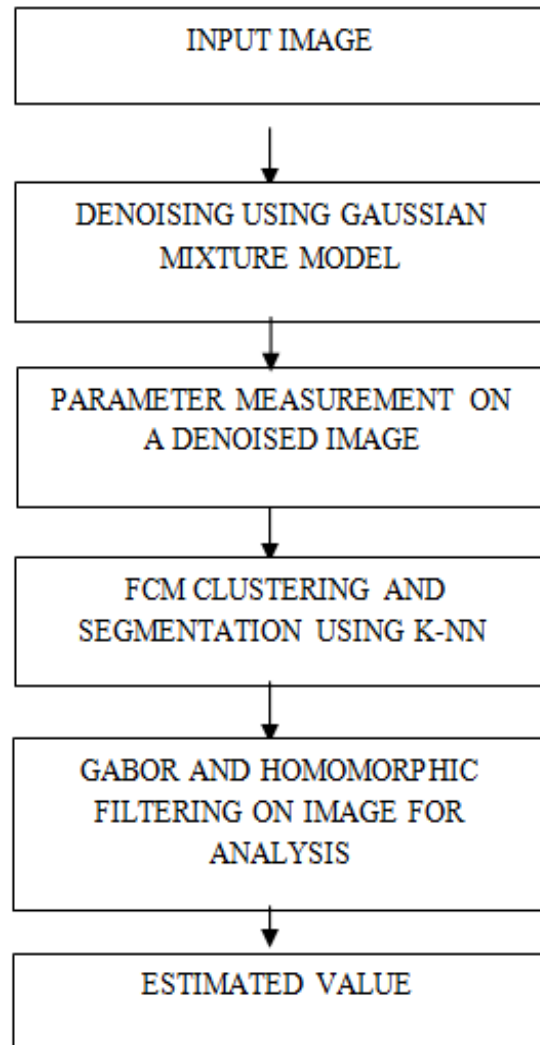 INPUT IMAGE
DENOISING USING GAUSSIAN
MIXTURE MODEL
PARAMETER MEASUREMENT ON
A DENOISED IMAGE
FCM CLUSTERING AND
SEGMENTATION USING K-NN
GABOR AND HOMOMORPHIC
FILTERING ON IMAGE FOR
ANALYSIS
ESTIMATED VALUE